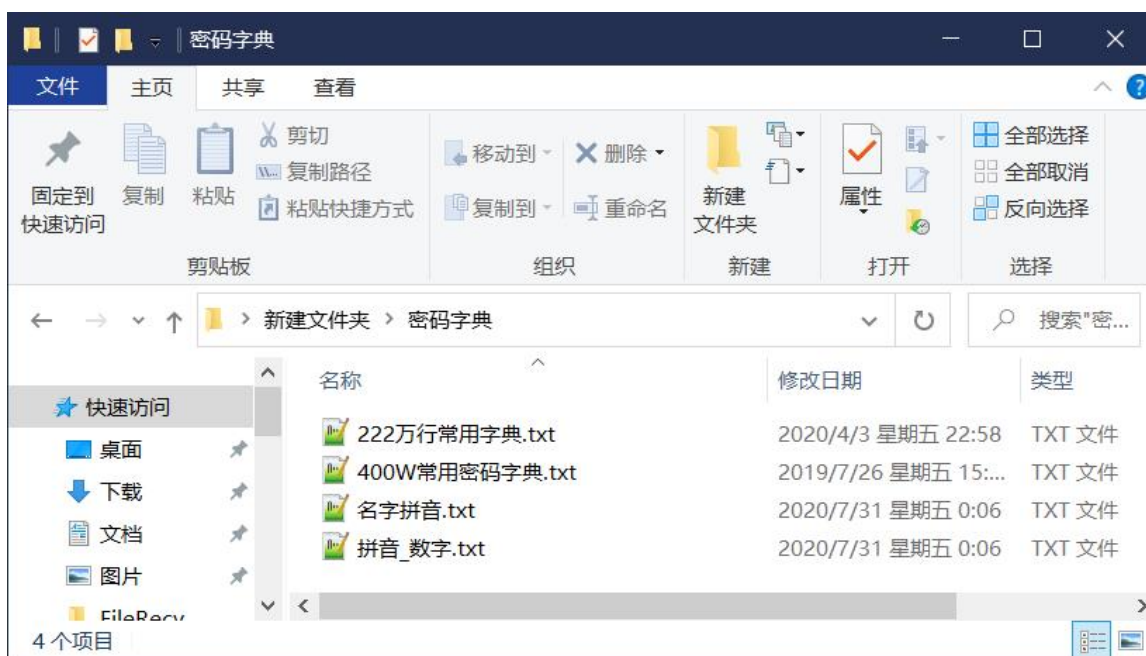 密码字典
文件 主页 共享 查看
固定到
快速访问
复制
粘贴
剪切
W... 复制路径
粘贴快捷方式
剪贴板
移动到
复制到
删除
重命名
组织
新建
文件夹
新建
属性
打开
全部选择
全部取消
反向选择
选择
新建文件夹 > 密码字典
搜索"密...
快速访问
桌面
下载
文档
图片
名称 修改日期 类型
222万行常用字典.txt 2020/4/3 星期五 22:58 TXT 文件
400W常用密码字典.txt 2019/7/26 星期五 15:... TXT 文件
名字拼音.txt 2020/7/31 星期五 0:06 TXT 文件
拼音_数字.txt 2020/7/31 星期五 0:06 TXT 文件
4 个项目